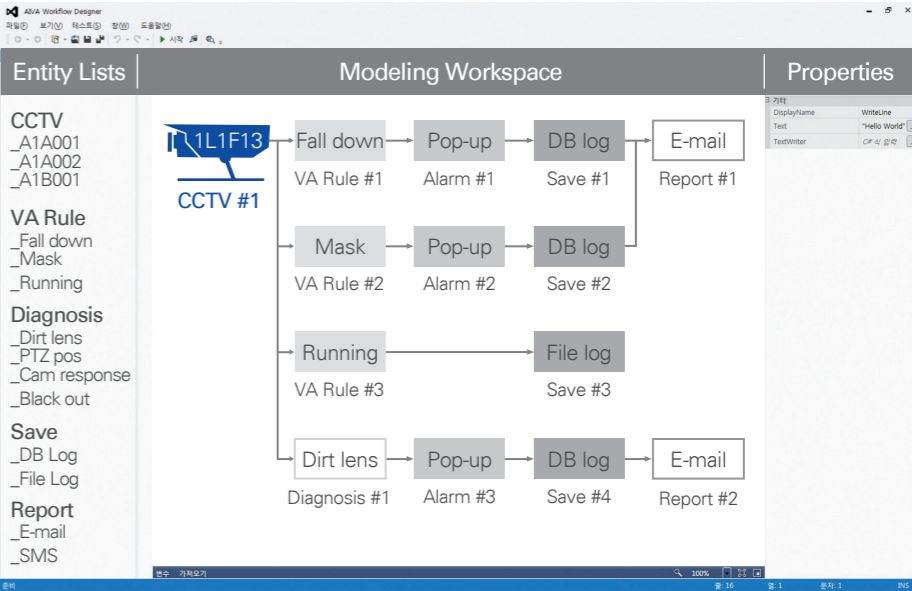 AIVA Workflow Designer
파일(F) 보기(V) 테스트(S) 창(W) 도움말(H)
시작
Entity Lists
Modeling Workspace
Properties
CCTV
_A1A001
_A1A002
_A1B001
VA Rule
_Fall down
_Mask
_Running
Diagnosis
_Dirt lens
_PTZ pos
_Cam response
_Black out
Save
_DB Log
_File Log
Report
_E-mail
_SMS
1L1F13
CCTV #1
Fall down
Pop-up
DB log
E-mail
VA Rule #1
Alarm #1
Save #1
Report #1
Mask
Pop-up
DB log
VA Rule #2
Alarm #2
Save #2
Running
File log
VA Rule #3
Save #3
Dirt lens
Pop-up
DB log
E-mail
Diagnosis #1
Alarm #3
Save #4
Report #2
기타
DisplayName WriteLine
Text "Hello World"
TextWriter C# 식 입력
변수 가져오기
100%
준비
줄: 16 열: 1 문자: 1 INS